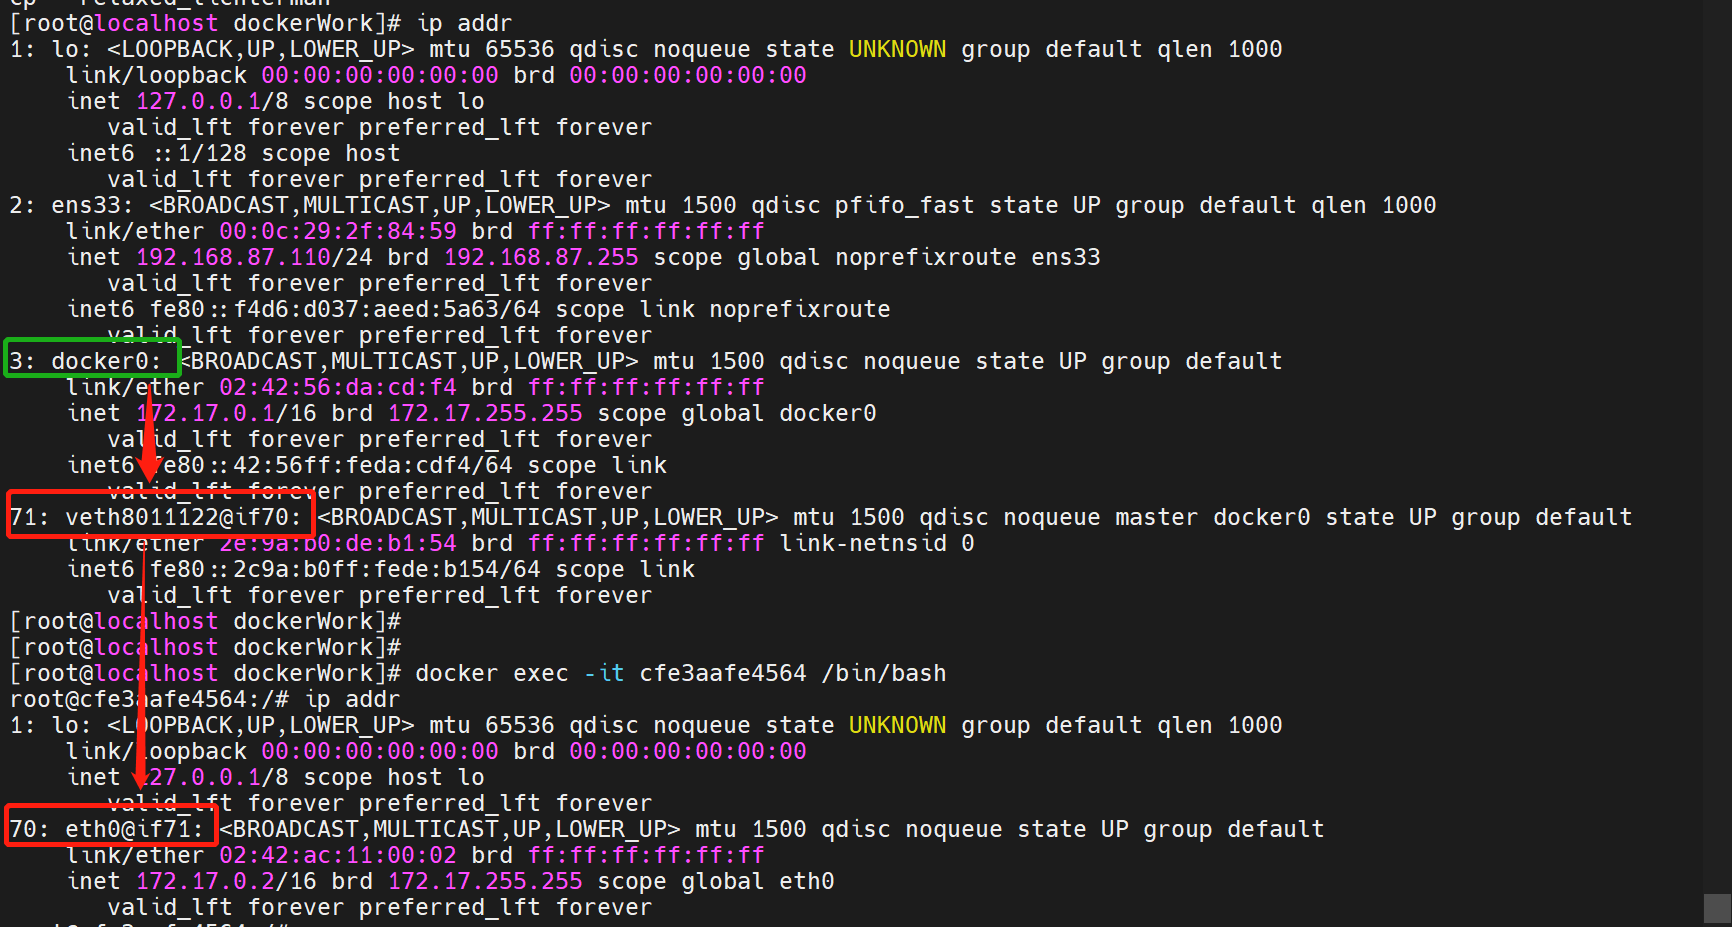 [root@localhost dockerWork]# ip addr
1: lo: <LOOPBACK,UP,LOWER_UP> mtu 65536 qdisc noqueue state UNKNOWN group default qlen 1000
    link/loopback 00:00:00:00:00:00 brd 00:00:00:00:00:00
    inet 127.0.0.1/8 scope host lo
       valid_lft forever preferred_lft forever
    inet6 ::1/128 scope host
       valid_lft forever preferred_lft forever
2: ens33: <BROADCAST,MULTICAST,UP,LOWER_UP> mtu 1500 qdisc pfifo_fast state UP group default qlen 1000
    link/ether 00:0c:29:2f:84:59 brd ff:ff:ff:ff:ff:ff
    inet 192.168.87.110/24 brd 192.168.87.255 scope global noprefixroute ens33
       valid_lft forever preferred_lft forever
    inet6 fe80::f4d6:d037:aeed:5a63/64 scope link noprefixroute
       valid_lft forever preferred_lft forever
3: docker0: <BROADCAST,MULTICAST,UP,LOWER_UP> mtu 1500 qdisc noqueue state UP group default
    link/ether 02:42:56:da:cd:f4 brd ff:ff:ff:ff:ff:ff
    inet 172.17.0.1/16 brd 172.17.255.255 scope global docker0
       valid_lft forever preferred_lft forever
    inet6 fe80::42:56ff:feda:cdf4/64 scope link
       valid_lft forever preferred_lft forever
71: veth8011122@if70: <BROADCAST,MULTICAST,UP,LOWER_UP> mtu 1500 qdisc noqueue master docker0 state UP group default
    link/ether 2e:9a:b0:de:b1:54 brd ff:ff:ff:ff:ff:ff link-netnsid 0
    inet6 fe80::2c9a:b0ff:fede:b154/64 scope link
       valid_lft forever preferred_lft forever
[root@localhost dockerWork]#
[root@localhost dockerWork]#
[root@localhost dockerWork]# docker exec -it cfe3aafe4564 /bin/bash
root@cfe3aafe4564:/# ip addr
1: lo: <LOOPBACK,UP,LOWER_UP> mtu 65536 qdisc noqueue state UNKNOWN group default qlen 1000
    link/loopback 00:00:00:00:00:00 brd 00:00:00:00:00:00
    inet 127.0.0.1/8 scope host lo
       valid_lft forever preferred_lft forever
70: eth0@if71: <BROADCAST,MULTICAST,UP,LOWER_UP> mtu 1500 qdisc noqueue state UP group default
    link/ether 02:42:ac:11:00:02 brd ff:ff:ff:ff:ff:ff
    inet 172.17.0.2/16 brd 172.17.255.255 scope global eth0
       valid_lft forever preferred_lft forever